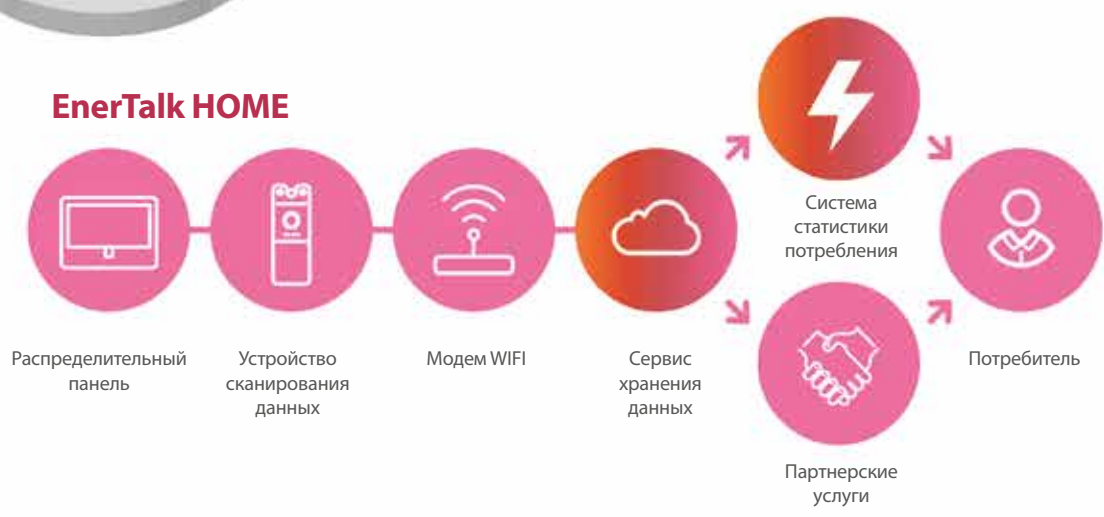 EnerTalk HOME
Распределительный
панель
Устройство
сканирования
данных
Модем WIFI
Сервис
хранения
данных
Система
статистики
потребления
Партнерские
услуги
Потребитель